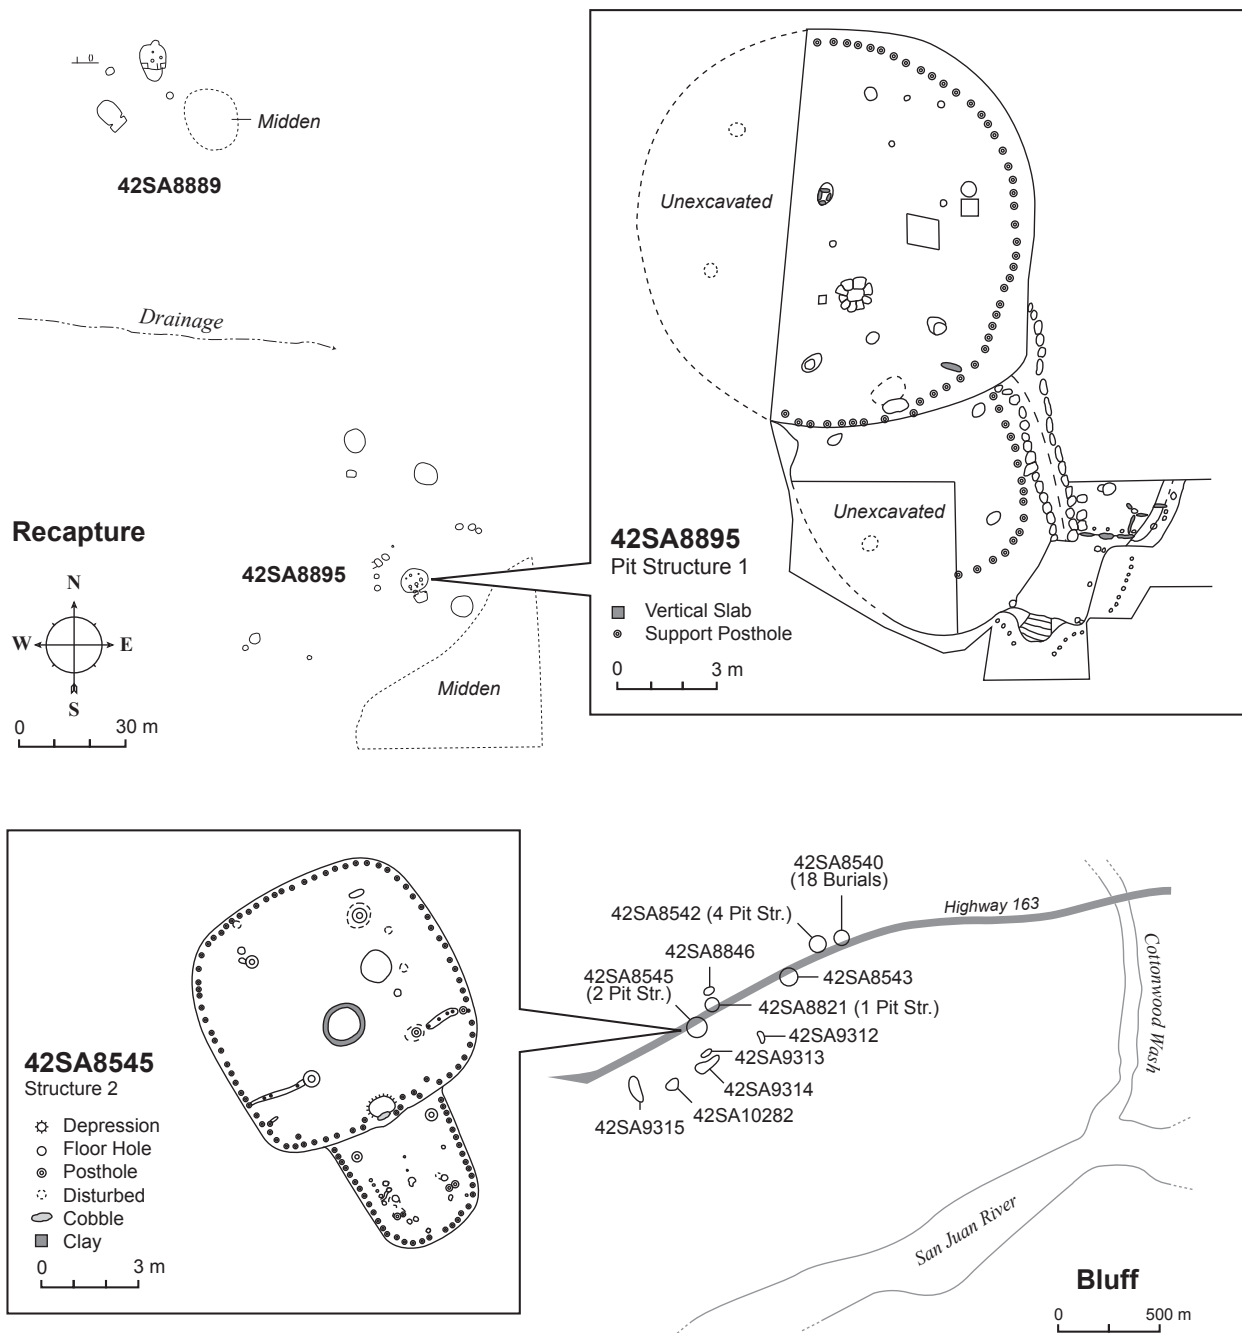 Midden
42SA8889
Drainage
Recapture
N
W
E
S
0 30 m
42SA8895
Midden
Unexcavated
Unexcavated
42SA8895
Pit Structure 1
Vertical Slab
Support Posthole
0 3 m
42SA8545
Structure 2
Depression
Floor Hole
Posthole
Disturbed
Cobble
Clay
0 3 m
42SA8540
(18 Burials)
Highway 163
42SA8542 (4 Pit Str.)
42SA8846
42SA8545
(2 Pit Str.)
42SA8543
42SA8821 (1 Pit Str.)
42SA9312
42SA9313
42SA9314
42SA10282
42SA9315
Cottonwood Wash
San Juan River
Bluff
0 500 m